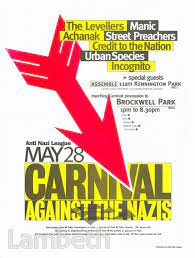 The Levellers Manic
Achanak Street Preachers
Credit to the Nation
Urban Species
Incognito
+ special guests
ASSEMBLE 11AM KENNINGTON PARK
marching Carnival procession to
BROCKWELL PARK
1pm to 8.30pm
Anti Nazi League
MAY 28
CARNIVAL
AGAINST THE NAZIS
Lambeth